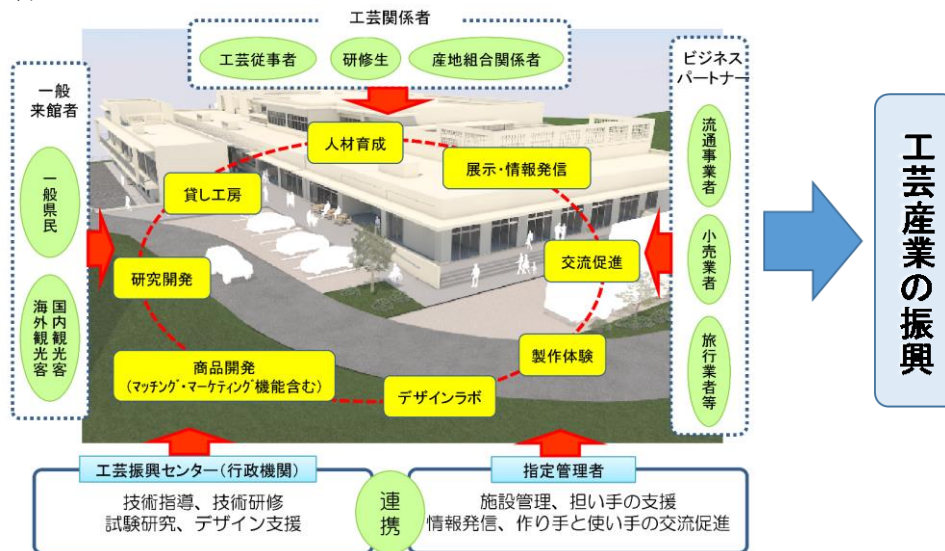 工芸関係者
工芸従事者
研修生
産地組合関係者
一般
来館者
一般県民
国内観光客
海外観光客
ビジネス
パートナー
流通事業者
小売業者
旅行業者等
人材育成
展示・情報発信
貸し工房
交流促進
研究開発
製作体験
商品開発
(マッチング・マーケティング機能含む)
デザインラボ
工芸振興センター(行政機関)
技術指導、技術研修
試験研究、デザイン支援
連携
指定管理者
施設管理、担い手の支援
情報発信、作り手と使い手の交流促進
工芸産業の振興